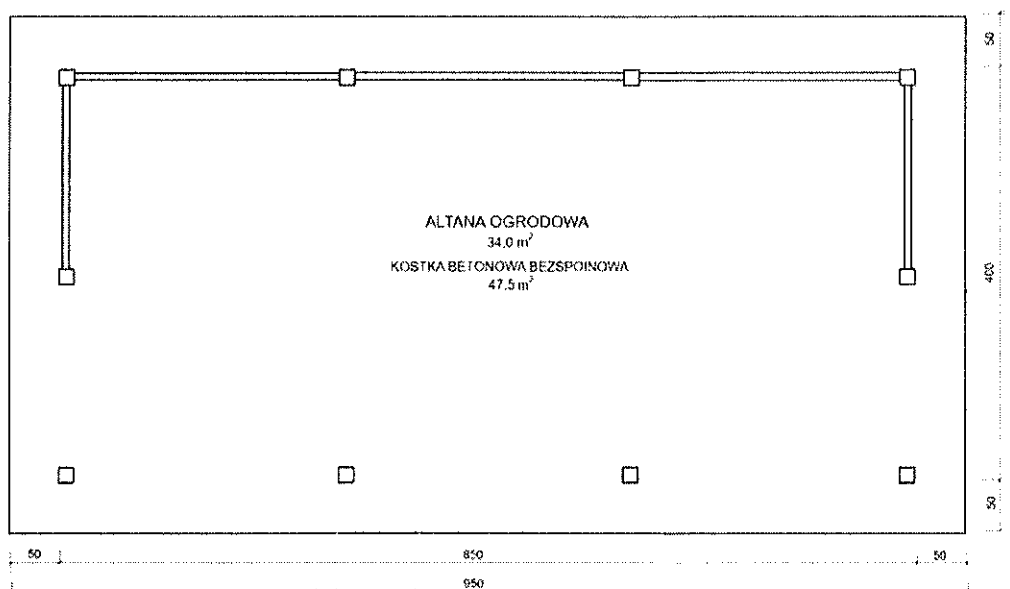 50
ALTANA OGRODOWA
34.0 m²
KOSTKA BETONOWA BEZSPOINOWA
47.5 m²
400
50
50 850 50
950